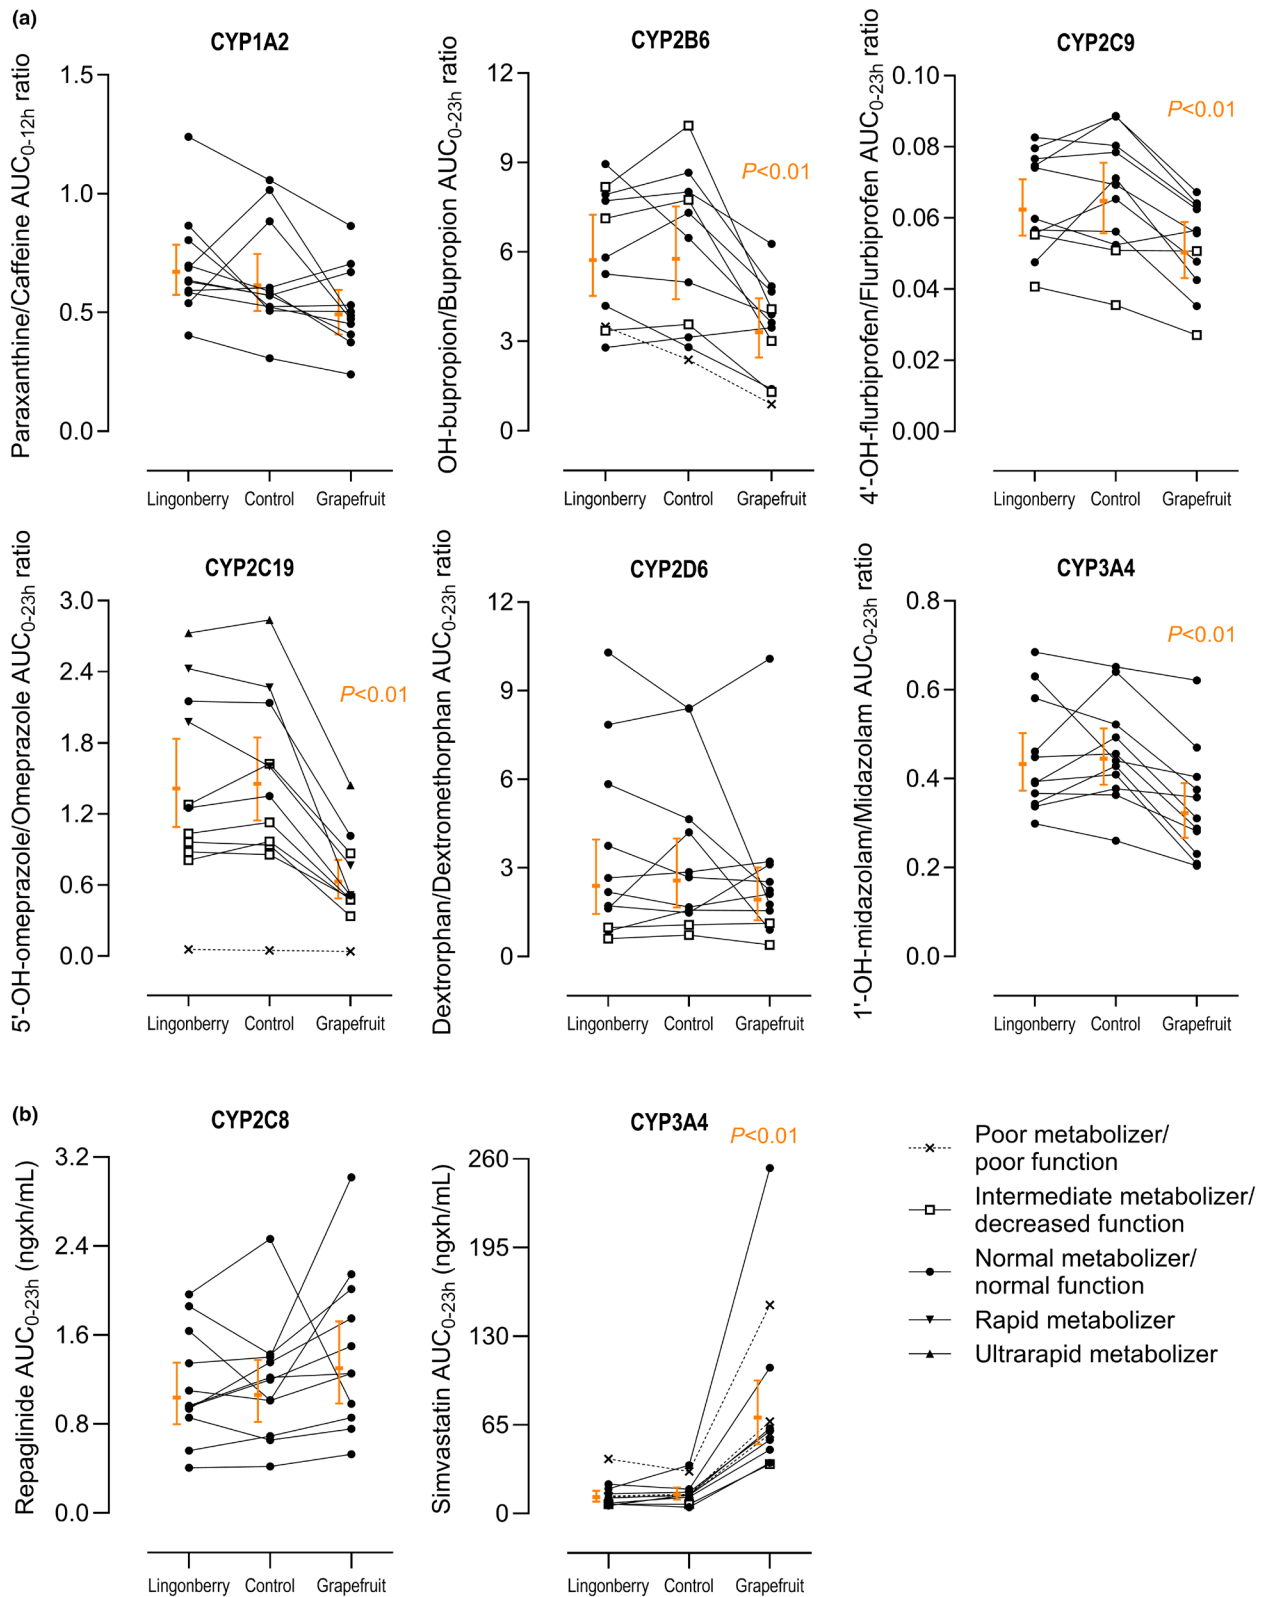 (a)
CYP1A2
Paraxanthine/Caffeine AUC0-12h ratio
1.5
1.0
0.5
0.0
Lingonberry Control Grapefruit
CYP2B6
OH-bupropion/Bupropion AUC0-23h ratio
12
9
6
3
0
P<0.01
Lingonberry Control Grapefruit
CYP2C9
4'-OH-flurbiprofen/Flurbiprofen AUC0-23h ratio
0.10
0.08
0.06
0.04
0.02
0.00
P<0.01
Lingonberry Control Grapefruit
CYP2C19
5'-OH-omeprazole/Omeprazole AUC0-23h ratio
3.0
2.4
1.8
1.2
0.6
0.0
P<0.01
Lingonberry Control Grapefruit
CYP2D6
Dextrorphan/Dextromethorphan AUC0-23h ratio
12
9
6
3
0
Lingonberry Control Grapefruit
CYP3A4
1'-OH-midazolam/Midazolam AUC0-23h ratio
0.8
0.6
0.4
0.2
0.0
P<0.01
Lingonberry Control Grapefruit
(b)
CYP2C8
Repaglinide AUC0-23h (ngxh/mL)
3.2
2.4
1.6
0.8
0.0
Lingonberry Control Grapefruit
CYP3A4
P<0.01
Simvastatin AUC0-23h (ngxh/mL)
260
195
130
65
0
Lingonberry Control Grapefruit
Poor metabolizer/
poor function
Intermediate metabolizer/
decreased function
Normal metabolizer/
normal function
Rapid metabolizer
Ultrarapid metabolizer